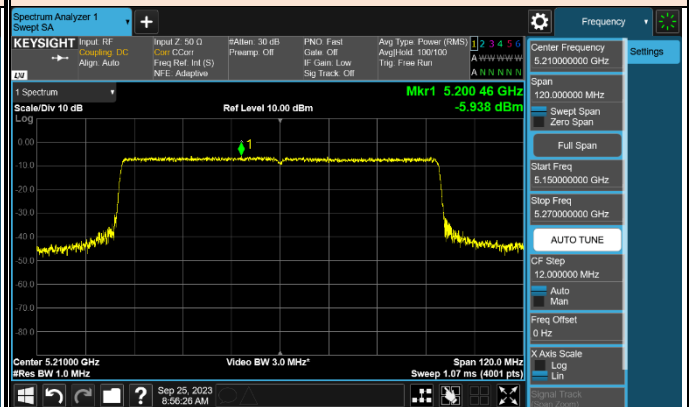 Spectrum Analyzer 1
Swept SA
+
Frequency
KEYSIGHT
Input: RF
Coupling: DC
Align: Auto
Input Z: 50 Ω
Corr CCorr
Freq Ref: Int (S)
NFE: Adaptive
#Atten: 30 dB
Preamp: Off
PNO: Fast
Gate: Off
IF Gain: Low
Sig Track: Off
Avg Type: Power (RMS)
Avg|Hold: 100/100
Trig: Free Run
1 2 3 4 5 6
A W W W W W
A N N N N N
LXI
1 Spectrum
Scale/Div 10 dB
Ref Level 10.00 dBm
Mkr1 5.200 46 GHz
-5.938 dBm
Log
1
0.00
-10.0
-20.0
-30.0
-40.0
-50.0
-60.0
-70.0
-80.0
Center 5.21000 GHz
#Res BW 1.0 MHz
Video BW 3.0 MHz*
Span 120.0 MHz
Sweep 1.07 ms (4001 pts)
Sep 25, 2023
8:56:26 AM
?
Center Frequency
5.210000000 GHz
Span
120.000000 MHz
Swept Span
Zero Span
Full Span
Start Freq
5.150000000 GHz
Stop Freq
5.270000000 GHz
AUTO TUNE
CF Step
12.000000 MHz
Auto
Man
Freq Offset
0 Hz
X Axis Scale
Log
Lin
Signal Track
(Span Zoom)
Settings